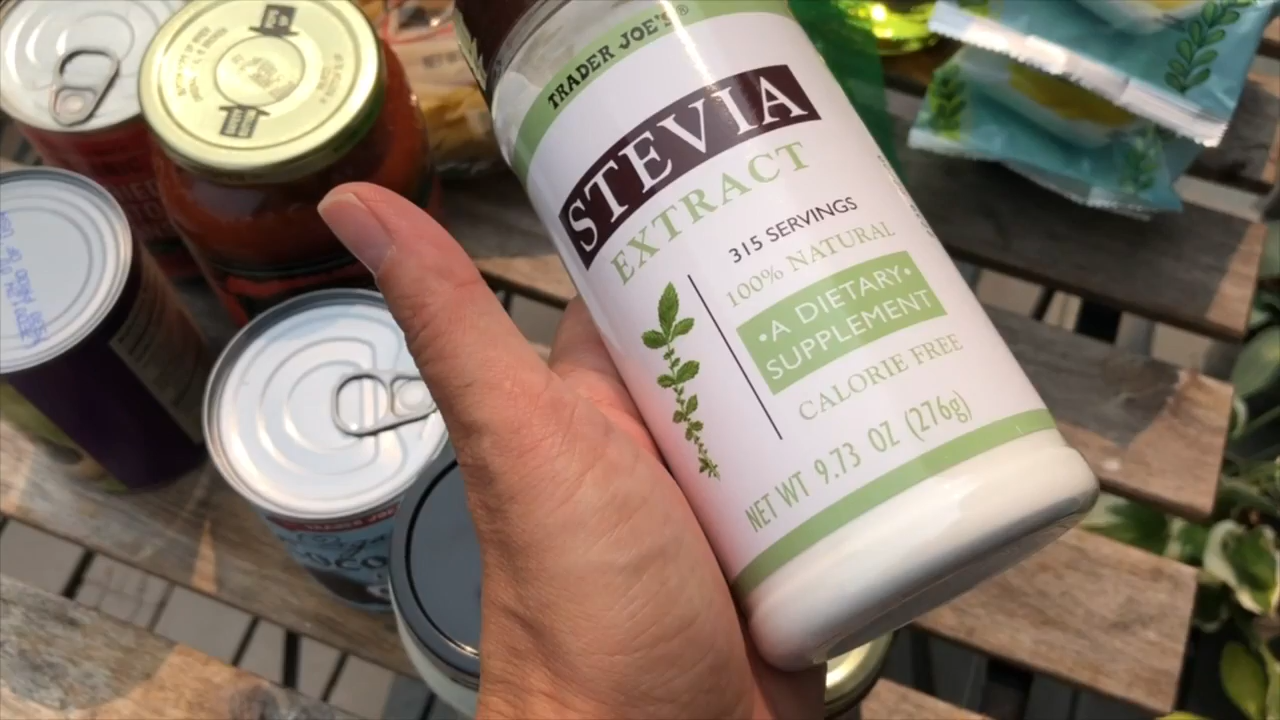 TRADER JOE'S®
STEVIA
EXTRACT
315 SERVINGS
100% NATURAL
•A DIETARY•
SUPPLEMENT
CALORIE FREE
NET WT 9.73 OZ (276g)